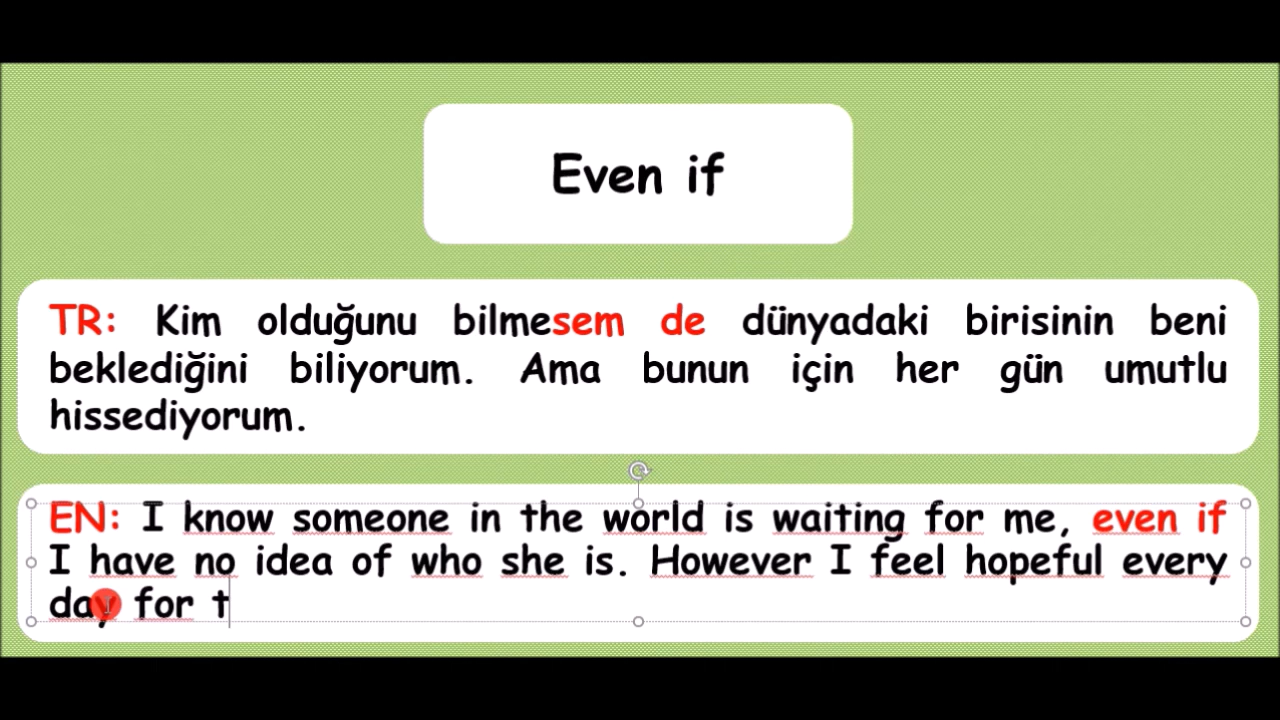 Even if
TR: Kim olduğunu bilmesem de dünyadaki birisinin beni
beklediğini biliyorum. Ama bunun için her gün umutlu
hissediyorum.
EN: I know someone in the world is waiting for me, even if
I have no idea of who she is. However I feel hopeful every
day for t